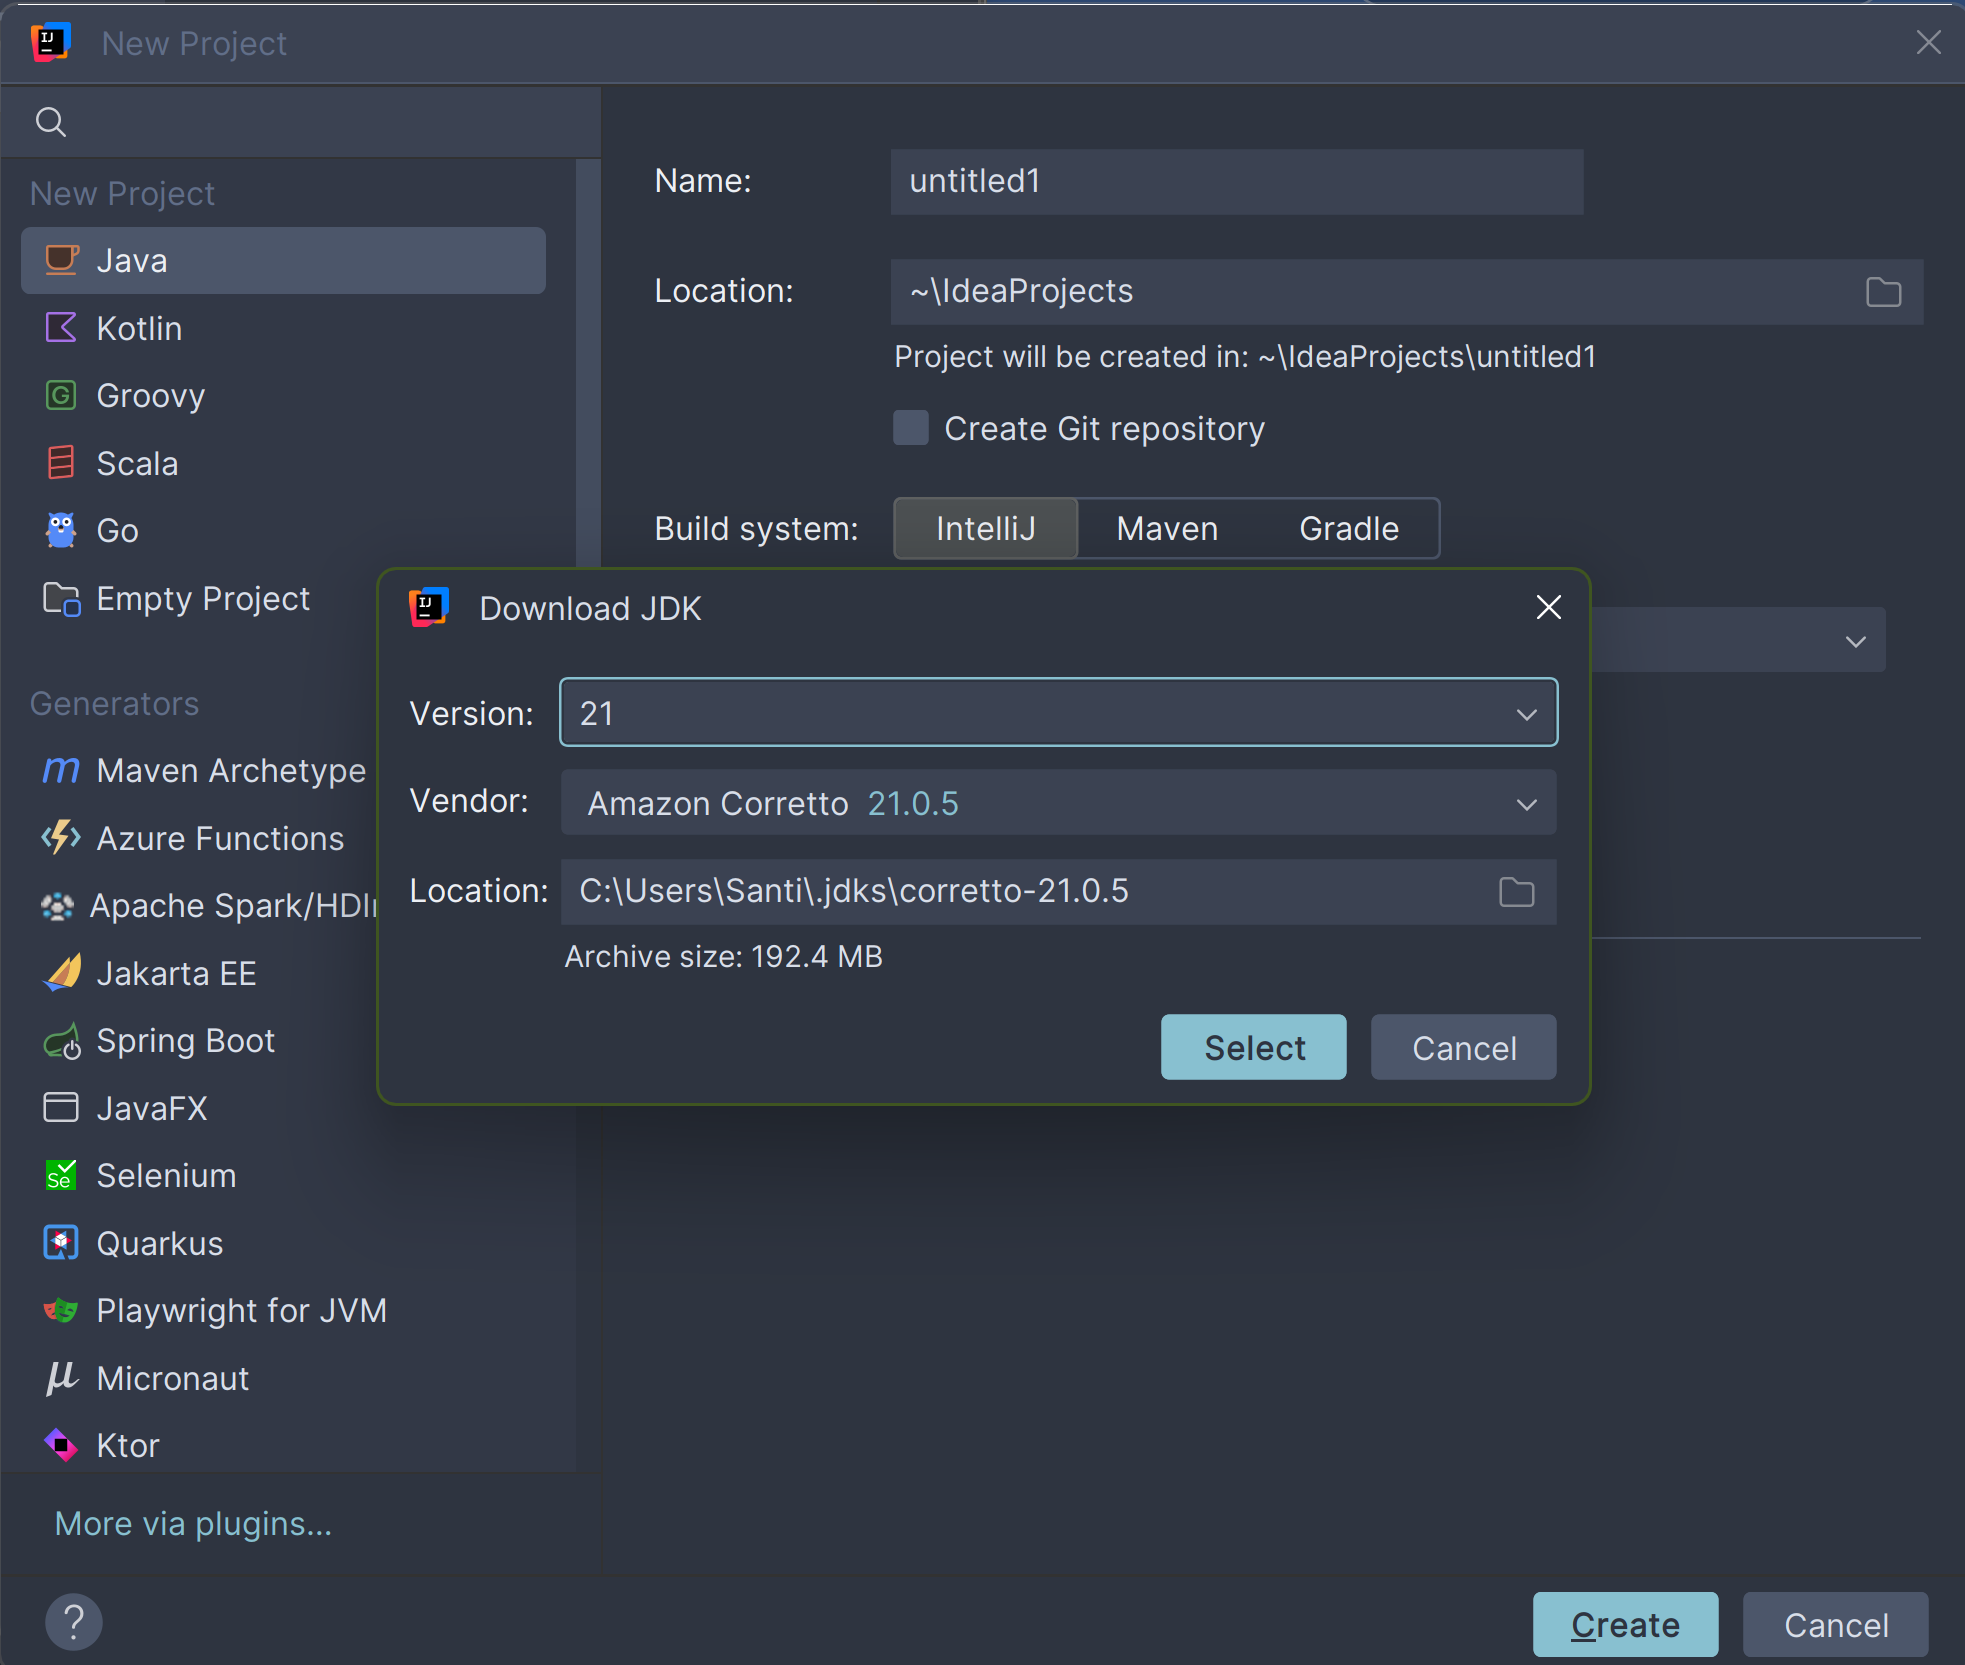 New Project
New Project
Java
Kotlin
Groovy
Scala
Go
Empty Project
Generators
Maven Archetype
Azure Functions
Apache Spark/HDI
Jakarta EE
Spring Boot
JavaFX
Selenium
Quarkus
Playwright for JVM
Micronaut
Ktor
More via plugins...
Name: untitled1
Location: ~\IdeaProjects
Project will be created in: ~\IdeaProjects\untitled1
Create Git repository
Build system: IntelliJ Maven Gradle
Download JDK
Version: 21
Vendor: Amazon Corretto 21.0.5
Location: C:\Users\Santi\.jdks\corretto-21.0.5
Archive size: 192.4 MB
Select Cancel
? Create Cancel